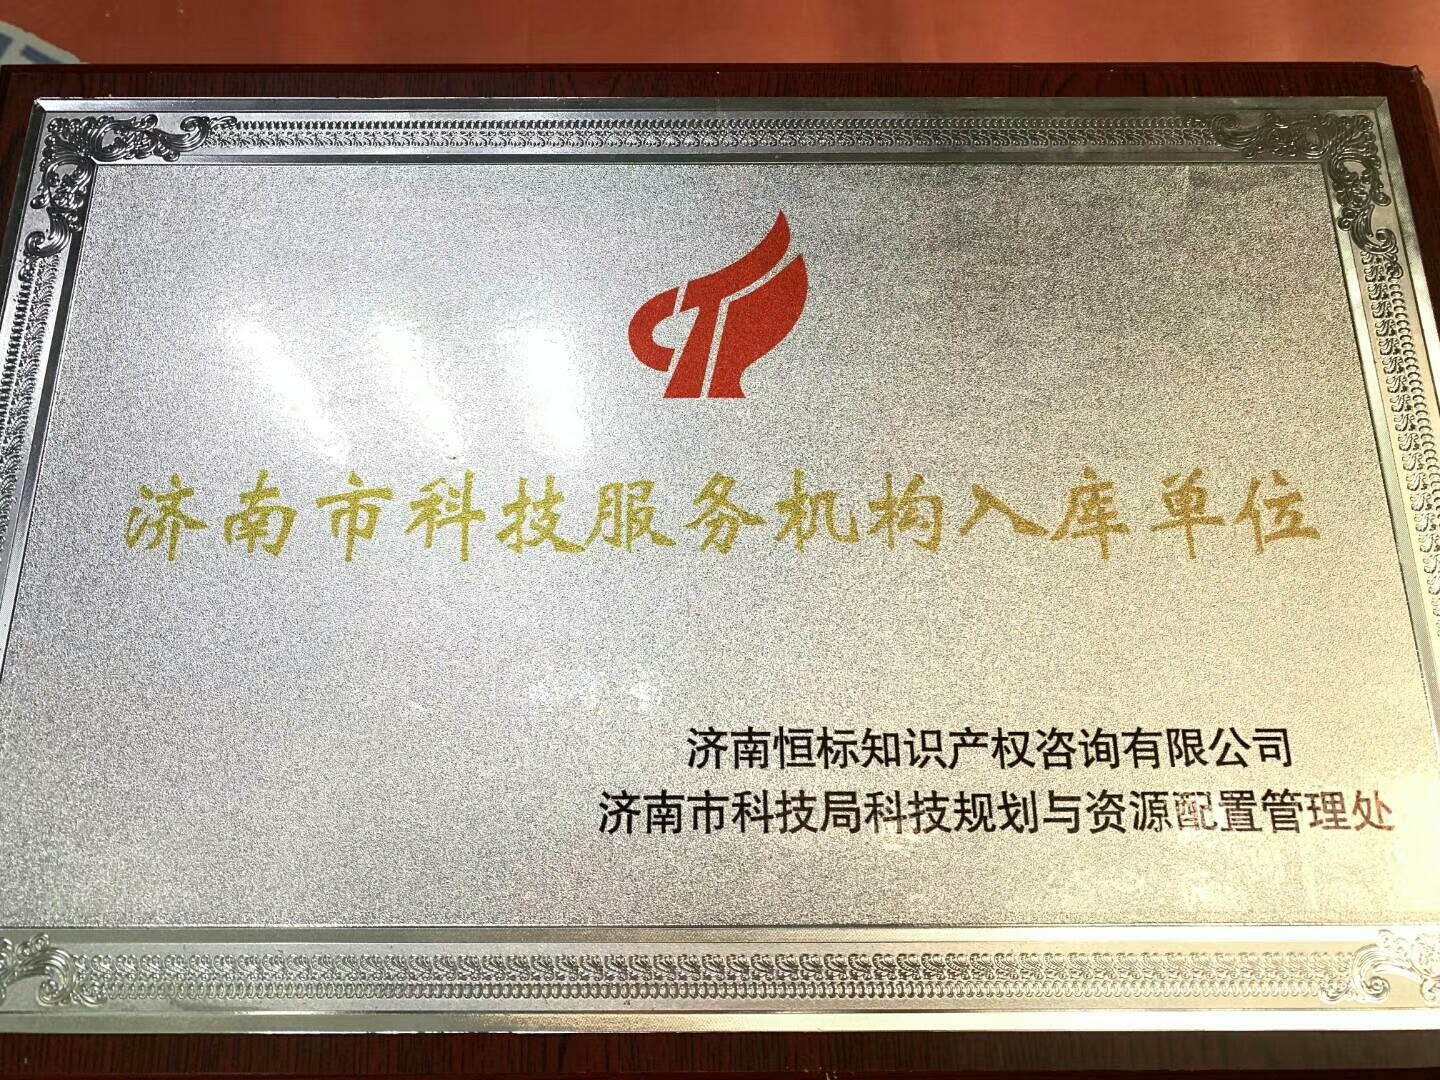 济南市科技服务机构入库单位
济南恒标知识产权咨询有限公司
济南市科技局科技规划与资源配置管理处